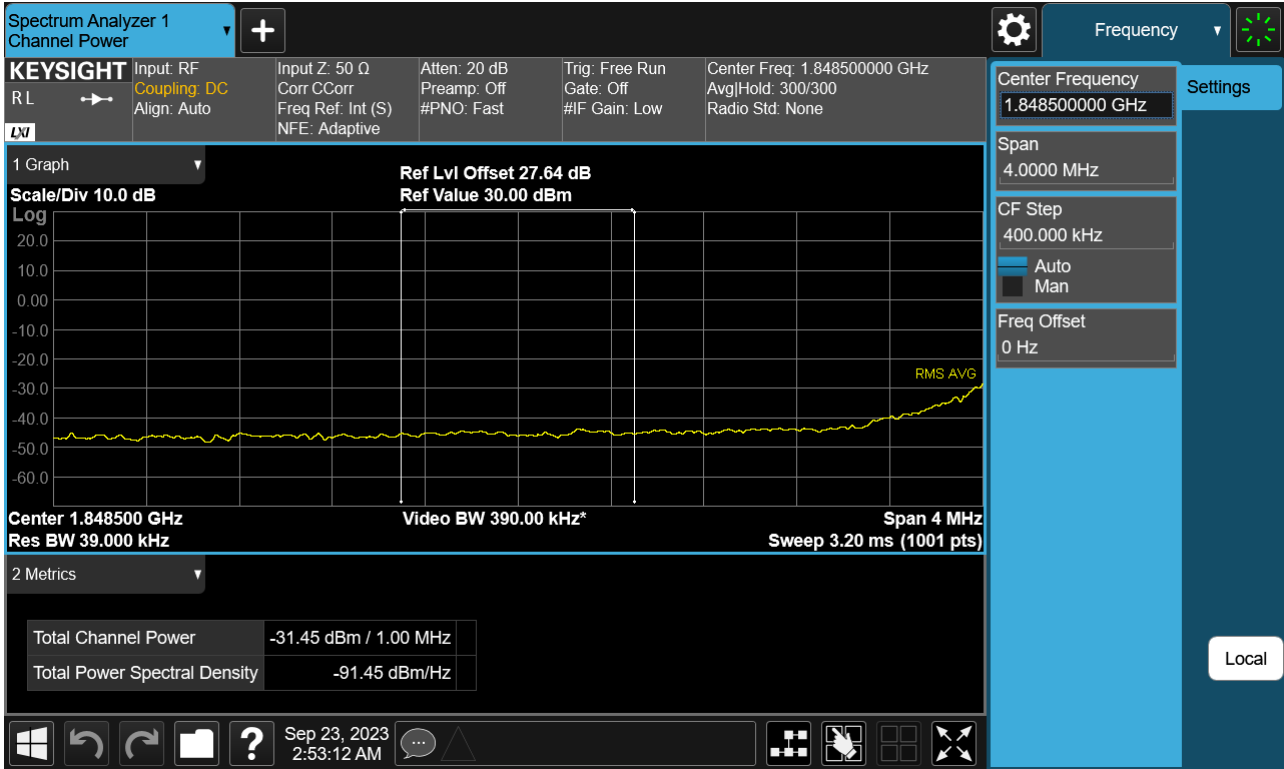 Spectrum Analyzer 1
Channel Power
+
Frequency
KEYSIGHT
R L
LXI
Input: RF
Coupling: DC
Align: Auto
Input Z: 50 Ω
Corr CCorr
Freq Ref: Int (S)
NFE: Adaptive
Atten: 20 dB
Preamp: Off
#PNO: Fast
Trig: Free Run
Gate: Off
#IF Gain: Low
Center Freq: 1.848500000 GHz
Avg|Hold: 300/300
Radio Std: None
Center Frequency
1.848500000 GHz
Settings
Span
4.0000 MHz
CF Step
400.000 kHz
Auto
Man
Freq Offset
0 Hz
1 Graph
Scale/Div 10.0 dB
Ref Lvl Offset 27.64 dB
Ref Value 30.00 dBm
Log
20.0
10.0
0.00
-10.0
-20.0
-30.0
-40.0
-50.0
-60.0
RMS AVG
Center 1.848500 GHz
Res BW 39.000 kHz
Video BW 390.00 kHz*
Span 4 MHz
Sweep 3.20 ms (1001 pts)
2 Metrics
Total Channel Power -31.45 dBm / 1.00 MHz
Total Power Spectral Density -91.45 dBm/Hz
Local
?
Sep 23, 2023
2:53:12 AM